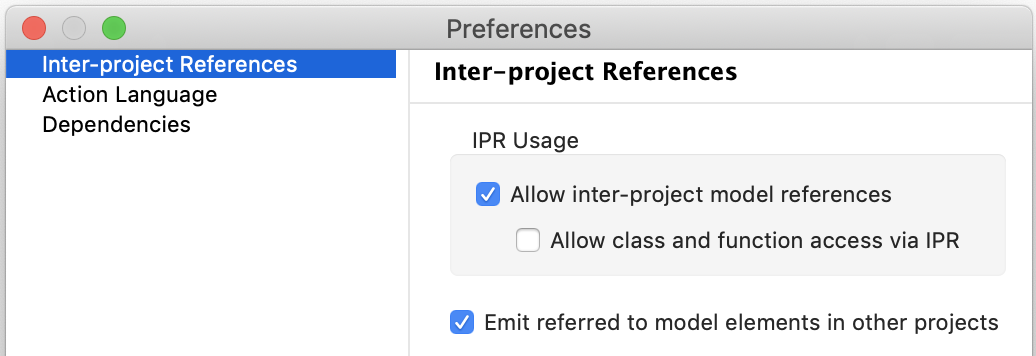 Preferences
Inter-project References
Action Language
Dependencies
Inter-project References
IPR Usage
Allow inter-project model references
Allow class and function access via IPR
Emit referred to model elements in other projects